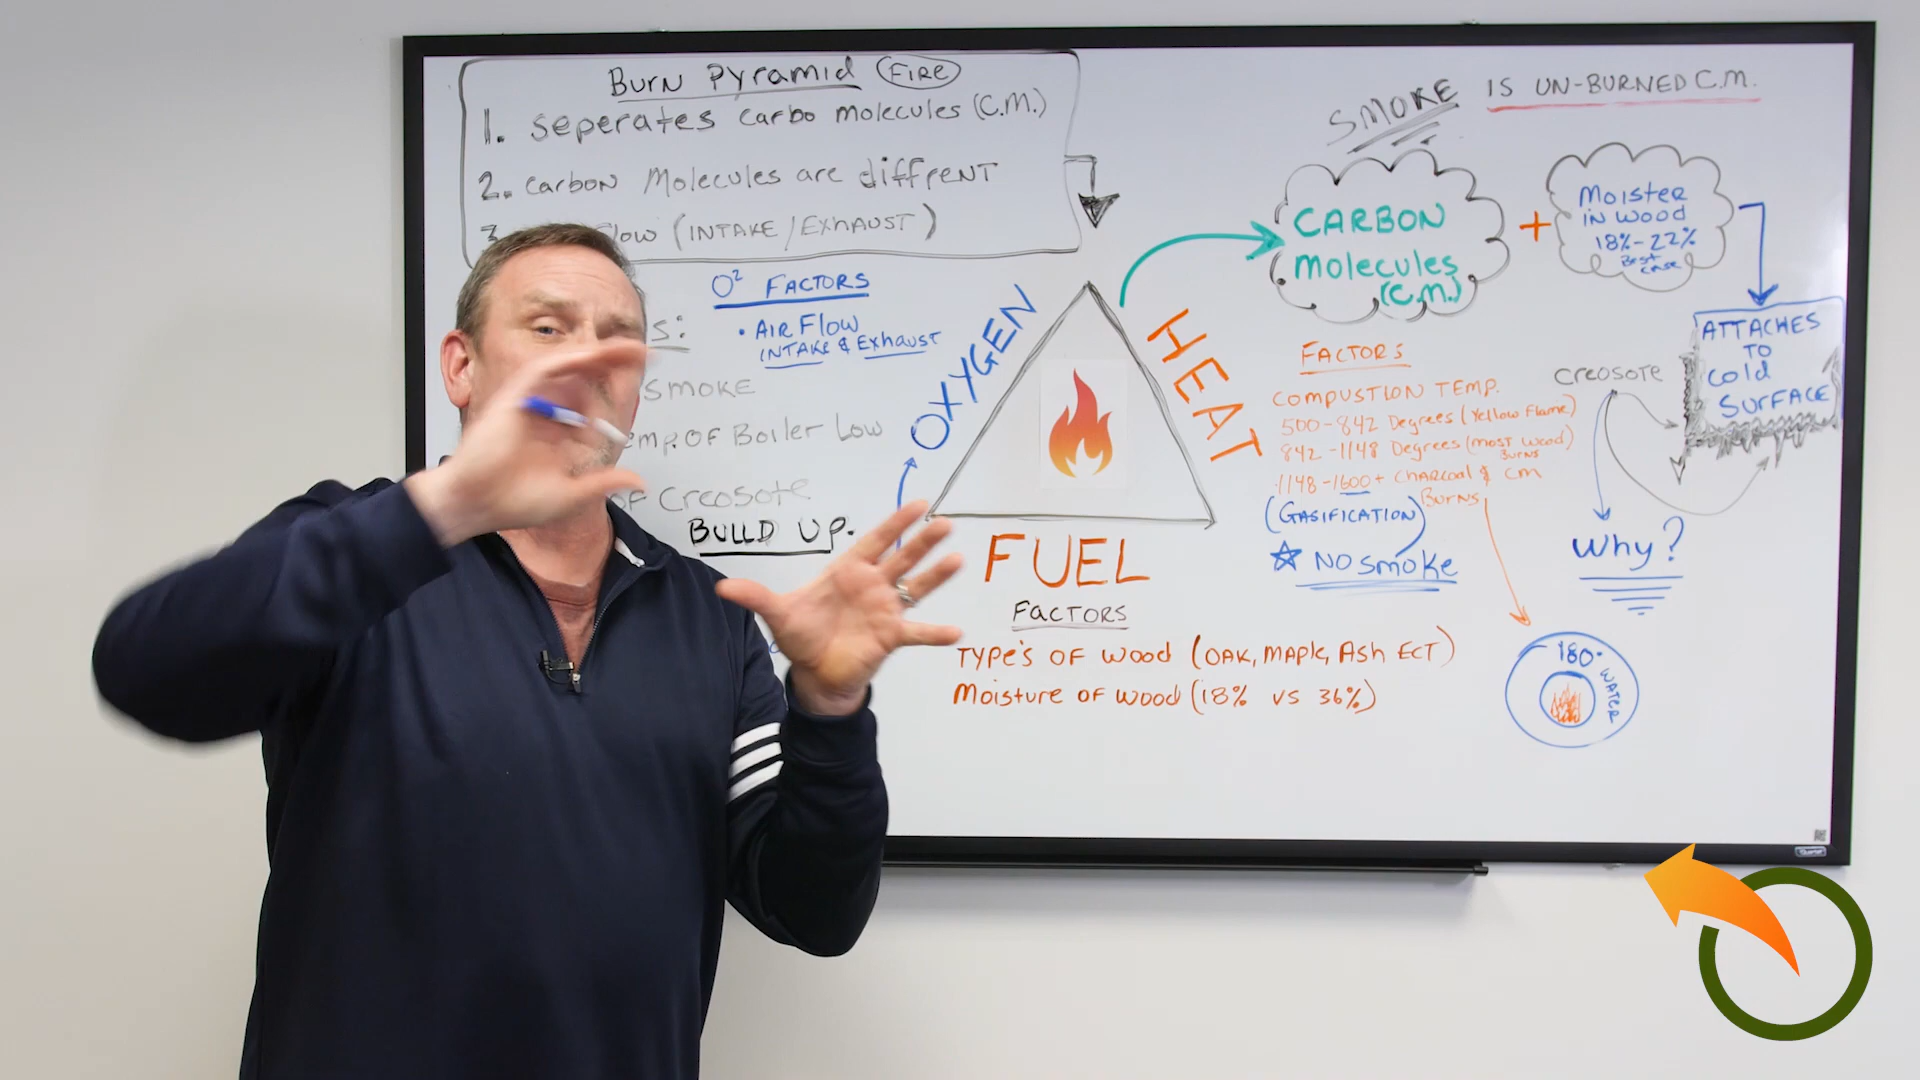 Burn Pyramid (FIRE)
1. seperates carbo molecules (C.M.)
2. carbon Molecules are diffrent
3. low (INTAKE/EXHAUST)
O² FACTORS
• AIR Flow
INTAKE & Exhaust
s:
SMOKE
emp. OF Boiler Low
OF Creosote
BUILD UP.
OXYGEN
HEAT
FUEL
FACTORS
TYPE'S OF WOOD (OAK, MAPLE, ASH ECT)
Moisture of wood (18% VS 36%)
SMOKE IS UN-BURNED C.M.
CARBON
molecules
(C.M.)
+
Moister
in wood
18%-22%
Best
case
ATTACHES
TO
Cold
SURFACE
Creosote
Why?
FACTORS
COMPUSTION TEMP.
500-842 Degrees (Yellow Flame)
842-1148 Degrees (most wood)
Burns
1148-1600+ CHARCOAL & CM
Burns
(GASIFICATION)
NO SMOKE
180°
WATER